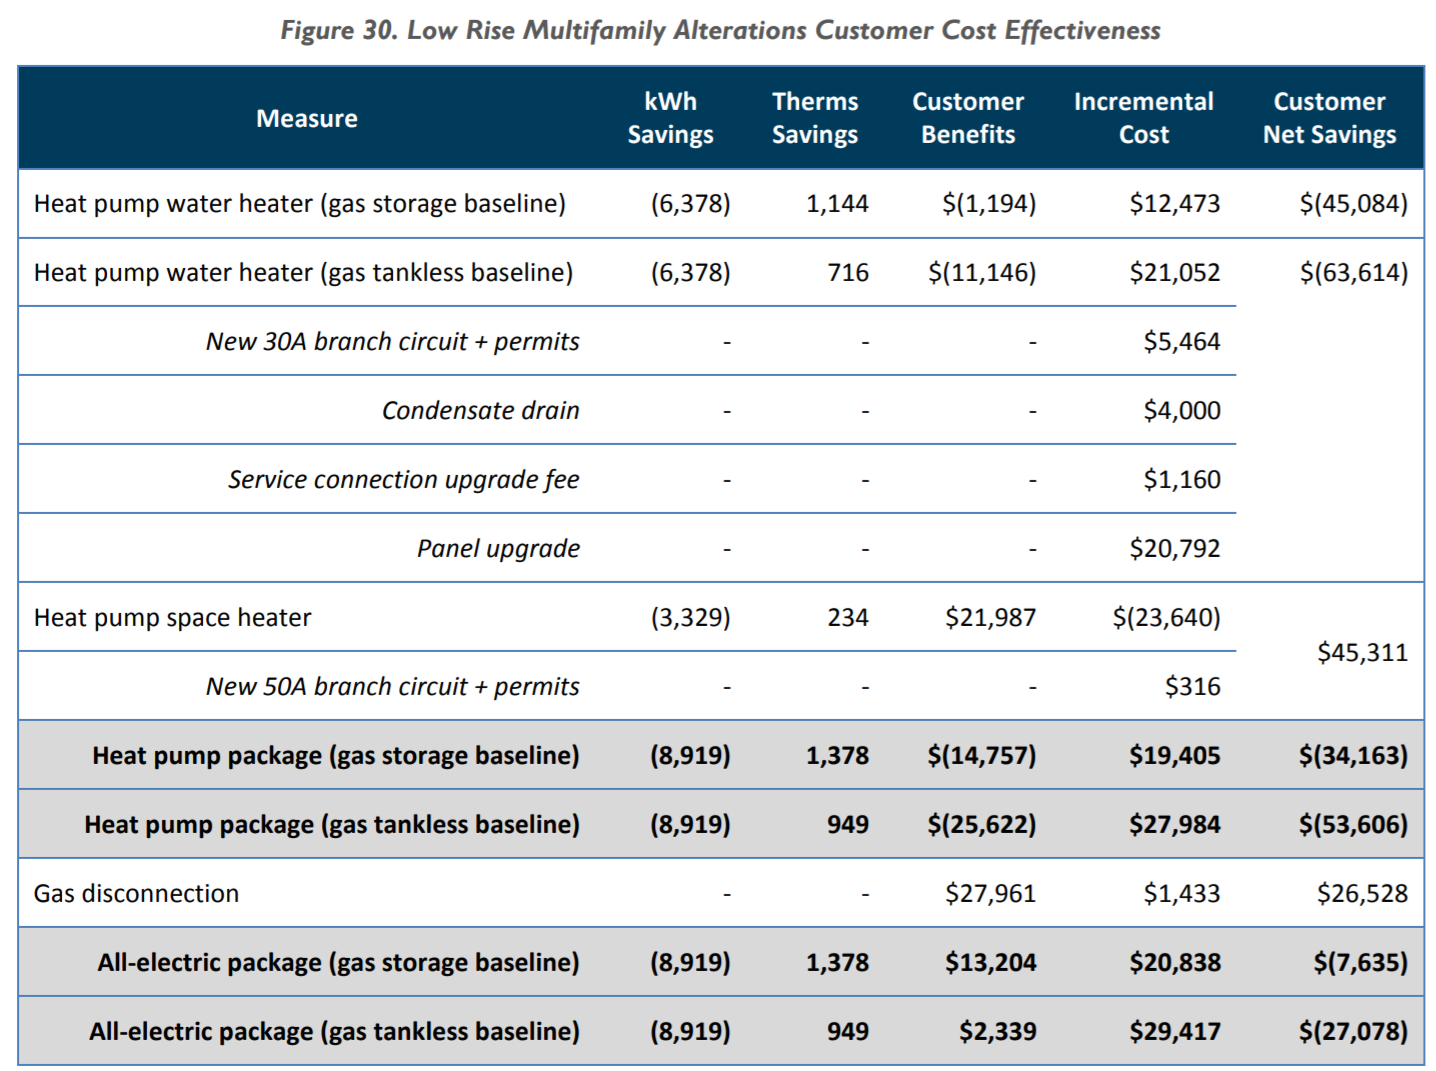 Figure 30. Low Rise Multifamily Alterations Customer Cost Effectiveness
Measure kWh Savings Therms Savings Customer Benefits Incremental Cost Customer Net Savings
Heat pump water heater (gas storage baseline) (6,378) 1,144 $(1,194) $12,473 $(45,084)
Heat pump water heater (gas tankless baseline) (6,378) 716 $(11,146) $21,052 $(63,614)
New 30A branch circuit + permits - - - $5,464
Condensate drain - - - $4,000
Service connection upgrade fee - - - $1,160
Panel upgrade - - - $20,792
Heat pump space heater (3,329) 234 $21,987 $(23,640) $45,311
New 50A branch circuit + permits - - - $316
Heat pump package (gas storage baseline) (8,919) 1,378 $(14,757) $19,405 $(34,163)
Heat pump package (gas tankless baseline) (8,919) 949 $(25,622) $27,984 $(53,606)
Gas disconnection - - $27,961 $1,433 $26,528
All-electric package (gas storage baseline) (8,919) 1,378 $13,204 $20,838 $(7,635)
All-electric package (gas tankless baseline) (8,919) 949 $2,339 $29,417 $(27,078)